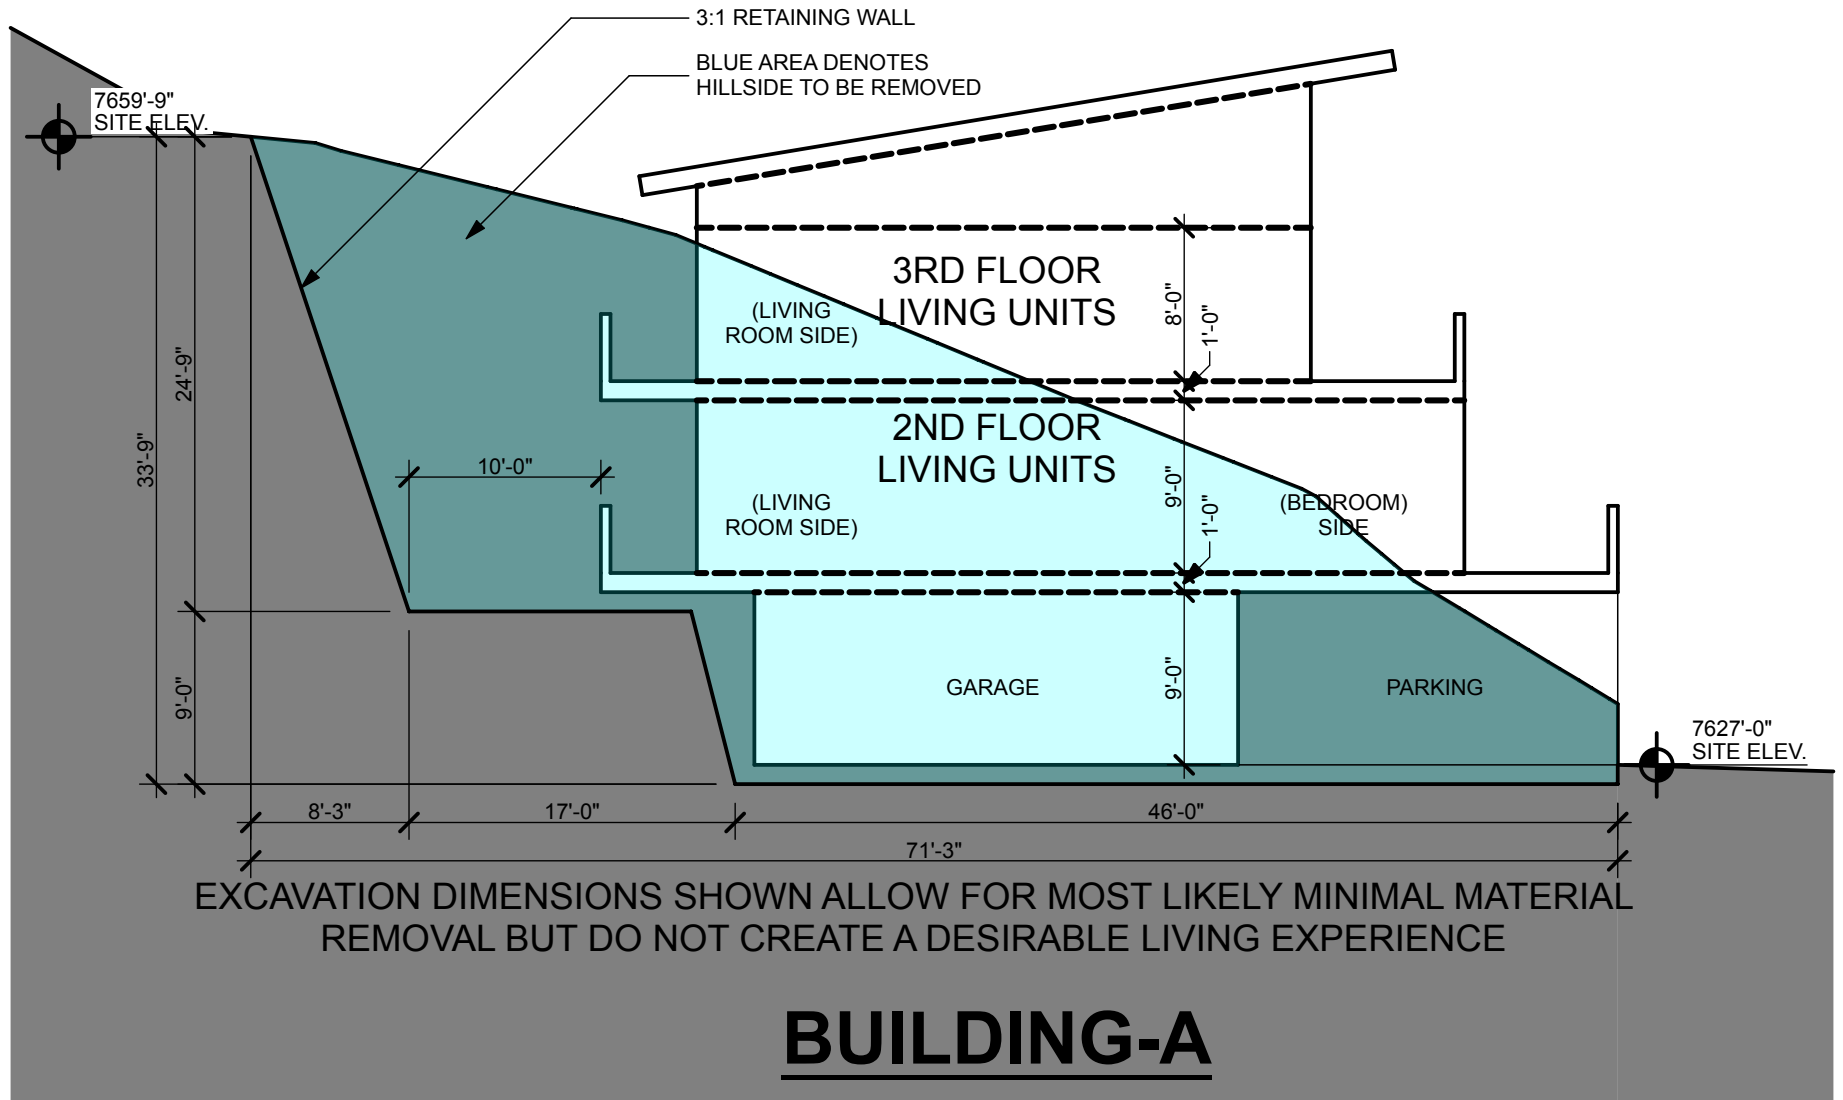 3:1 RETAINING WALL
BLUE AREA DENOTES
HILLSIDE TO BE REMOVED
7659'-9"
SITE ELEV.
3RD FLOOR
LIVING UNITS
(LIVING
ROOM SIDE)
8'-0"
1'-0"
24'-9"
33'-9"
2ND FLOOR
LIVING UNITS
10'-0"
(LIVING
ROOM SIDE)
9'-0"
1'-0"
(BEDROOM)
SIDE
9'-0"
GARAGE
9'-0"
PARKING
7627'-0"
SITE ELEV.
8'-3"
17'-0"
46'-0"
71'-3"
EXCAVATION DIMENSIONS SHOWN ALLOW FOR MOST LIKELY MINIMAL MATERIAL
REMOVAL BUT DO NOT CREATE A DESIRABLE LIVING EXPERIENCE
BUILDING-A